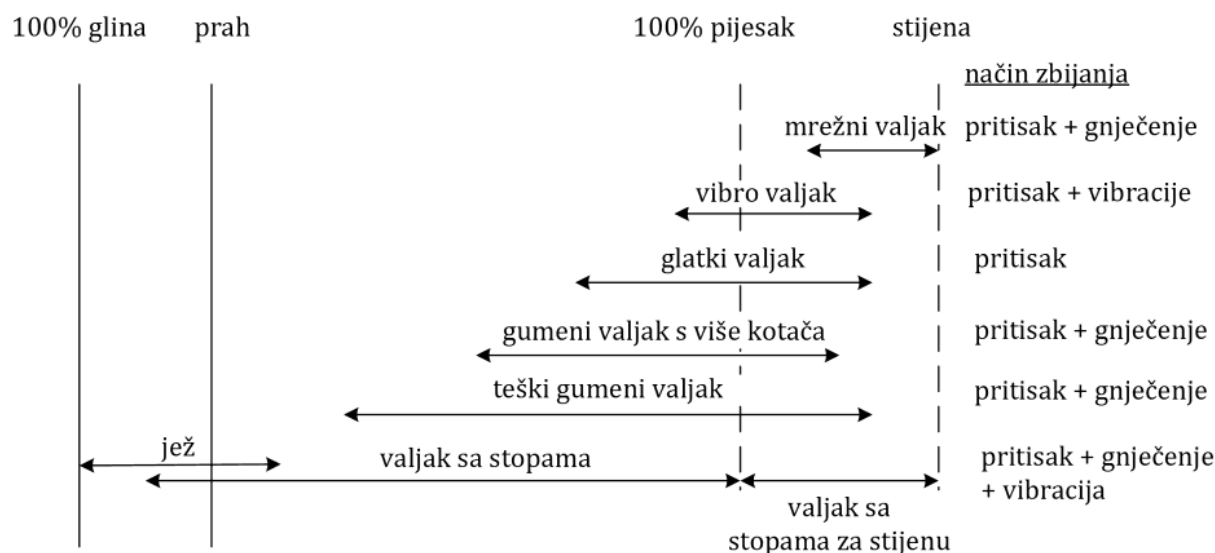 100% glina prah 100% pijesak stijena
način zbijanja
mrežni valjak pritisak + gnječenje
vibro valjak pritisak + vibracije
glatki valjak pritisak
gumeni valjak s više kotača pritisak + gnječenje
teški gumeni valjak pritisak + gnječenje
jež
valjak sa stopama pritisak + gnječenje
+ vibracija
valjak sa
stopama za stijenu